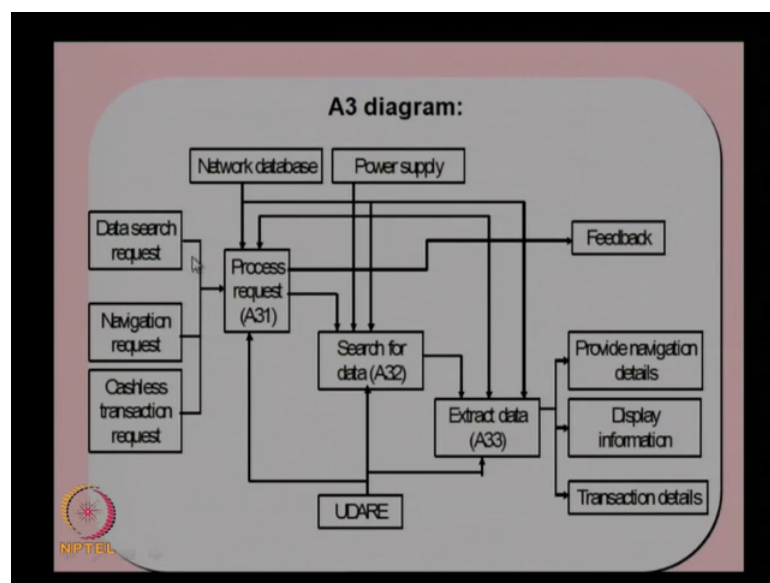 A3 diagram:
Network database
Power supply
Data search
request
Process
request
(A31)
Feedback
Navigation
request
Search for
data (A32)
Provide navigation
details
Cashless
transaction
request
Extract data
(A33)
Display
information
UDARE
Transaction details
NPTEL